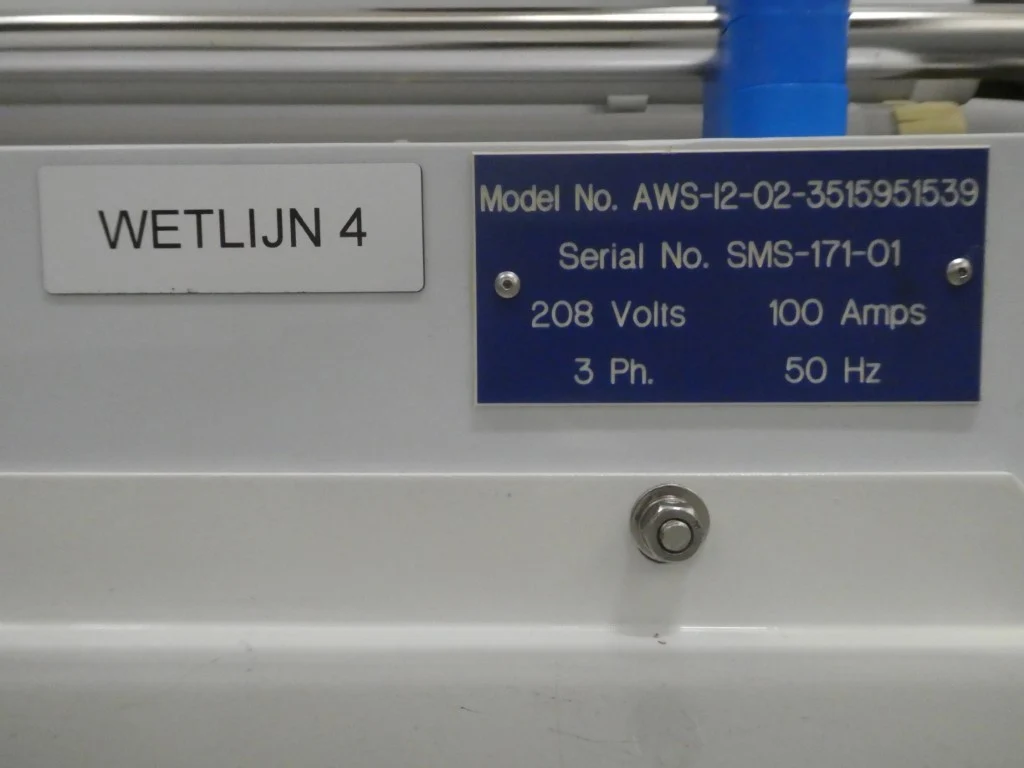 WETLIJN 4
Model No. AWS-12-02-3515951539
Serial No. SMS-171-01
208 Volts 100 Amps
3 Ph. 50 Hz